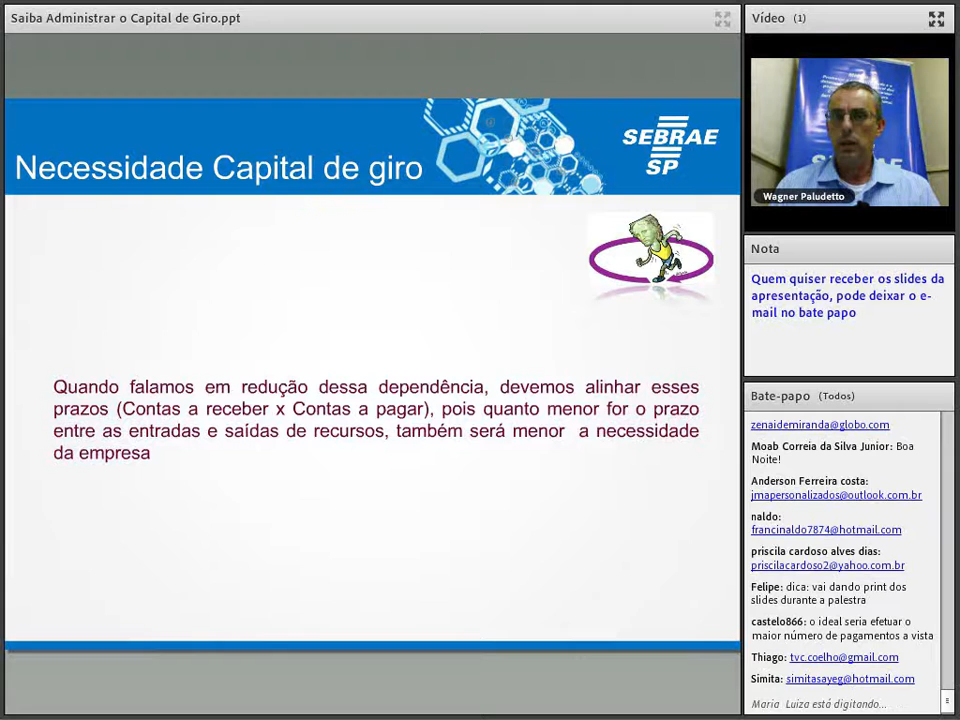 Saiba Administrar o Capital de Giro.ppt
Necessidade Capital de giro
SEBRAE
SP
Quando falamos em redução dessa dependência, devemos alinhar esses
prazos (Contas a receber x Contas a pagar), pois quanto menor for o prazo
entre as entradas e saídas de recursos, também será menor a necessidade
da empresa
Vídeo (1)
Wagner Paludetto
Nota
Quem quiser receber os slides da
apresentação, pode deixar o e-
mail no bate papo
Bate-papo (Todos)
zenaidemiranda@globo.com
Moab Correia da Silva Junior: Boa
Noite!
Anderson Ferreira costa:
jmapersonalizados@outlook.com.br
naldo:
francinaldo7874@hotmail.com
priscila cardoso alves dias:
priscilacardoso2@yahoo.com.br
Felipe: dica: vai dando print dos
slides durante a palestra
castelo866: o ideal seria efetuar o
maior número de pagamentos a vista
Thiago: tvc.coelho@gmail.com
Simita: simitasayeg@hotmail.com
Maria Luiza está digitando...